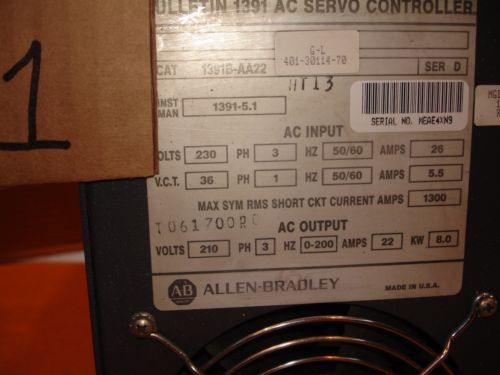 1
BULLETIN 1391 AC SERVO CONTROLLER
G-L
401-30114-70
CAT 1391B-AA22 SER D
HT13
INST MAN 1391-5.1
SERIAL NO. MEAE4XN9
AC INPUT
VOLTS 230 PH 3 HZ 50/60 AMPS 26
V.C.T. 36 PH 1 HZ 50/60 AMPS 5.5
MAX SYM RMS SHORT CKT CURRENT AMPS 1300
AC OUTPUT
VOLTS 210 PH 3 HZ 0-200 AMPS 22 KW 8.0
AB ALLEN-BRADLEY MADE IN U.S.A.